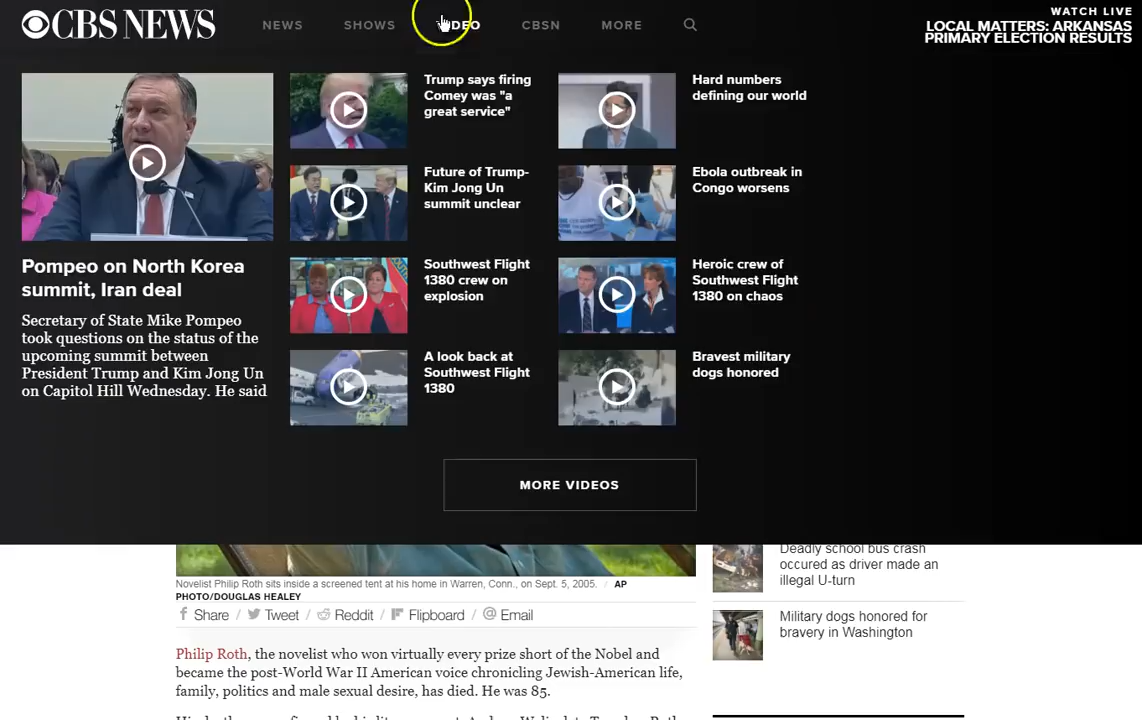 CBS NEWS
NEWS
SHOWS
VIDEO
CBSN
MORE
WATCH LIVE
LOCAL MATTERS: ARKANSAS
PRIMARY ELECTION RESULTS
Pompeo on North Korea
summit, Iran deal
Secretary of State Mike Pompeo
took questions on the status of the
upcoming summit between
President Trump and Kim Jong Un
on Capitol Hill Wednesday. He said
Trump says firing
Comey was "a
great service"
Future of Trump-
Kim Jong Un
summit unclear
Southwest Flight
1380 crew on
explosion
A look back at
Southwest Flight
1380
Hard numbers
defining our world
Ebola outbreak in
Congo worsens
Heroic crew of
Southwest Flight
1380 on chaos
Bravest military
dogs honored
MORE VIDEOS
Novelist Philip Roth sits inside a screened tent at his home in Warren, Conn., on Sept. 5, 2005. / AP
PHOTO/DOUGLAS HEALEY
Share / Tweet / Reddit / Flipboard / Email
Philip Roth, the novelist who won virtually every prize short of the Nobel and
became the post-World War II American voice chronicling Jewish-American life,
family, politics and male sexual desire, has died. He was 85.
Deadly school bus crash
occured as driver made an
illegal U-turn
Military dogs honored for
bravery in Washington